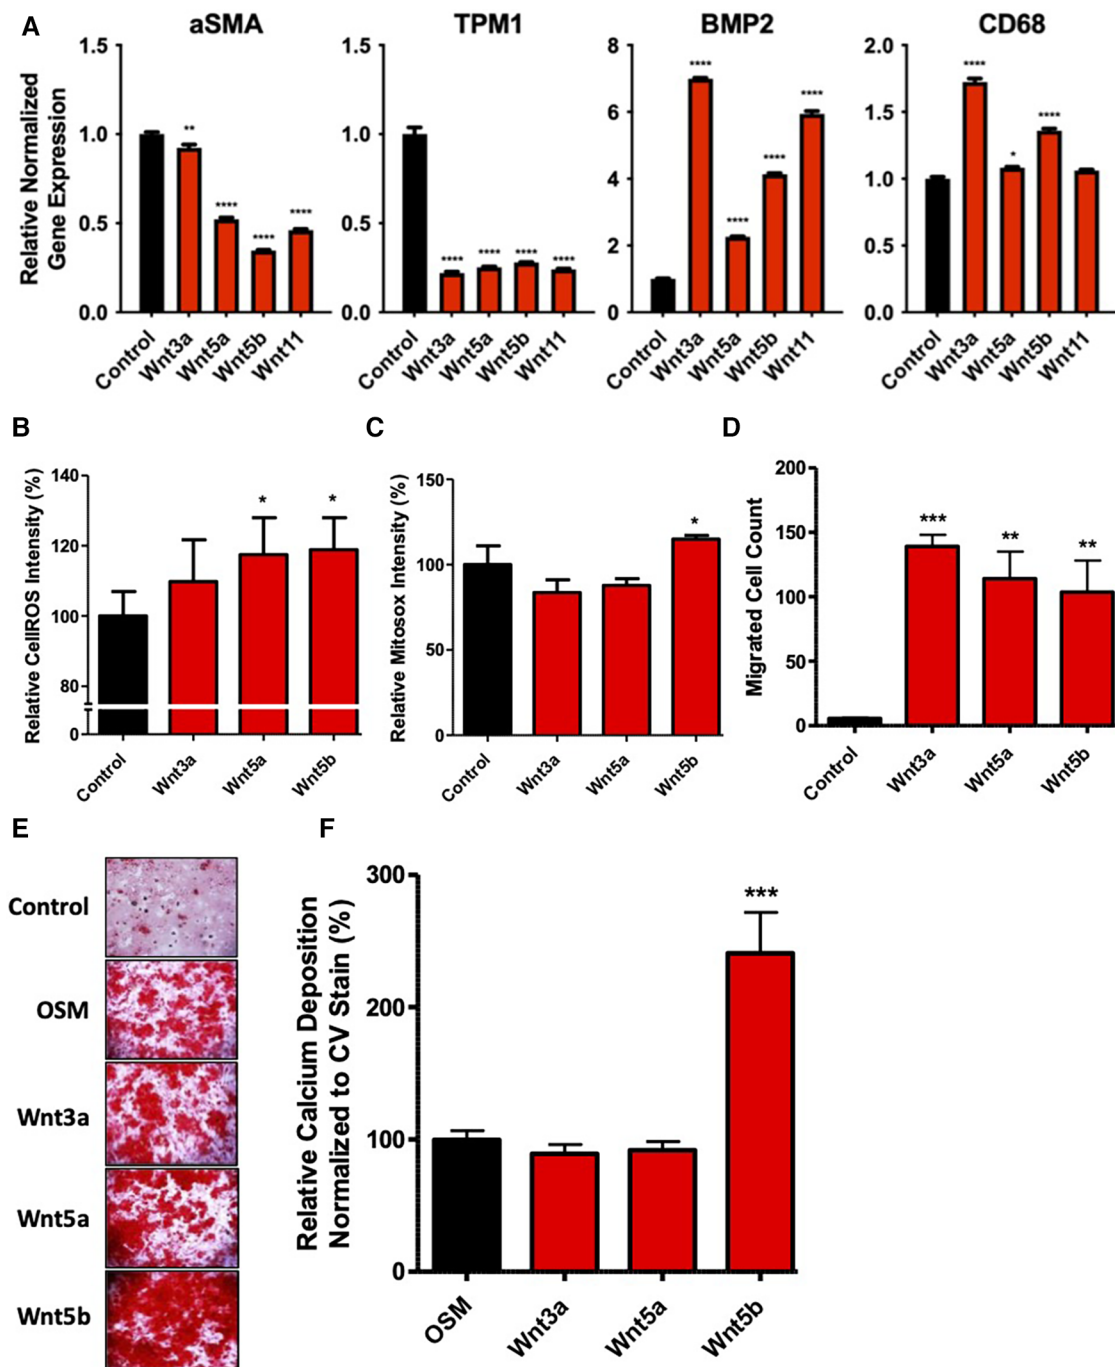 A
aSMA
TPM1
BMP2
CD68
Relative Normalized
Gene Expression
1.5
1.0
0.5
0.0
**
****
****
****
Control
Wnt3a
Wnt5a
Wnt5b
Wnt11
1.5
1.0
0.5
0.0
****
****
****
****
Control
Wnt3a
Wnt5a
Wnt5b
Wnt11
8
6
4
2
0
****
****
****
****
Control
Wnt3a
Wnt5a
Wnt5b
Wnt11
2.0
1.5
1.0
0.5
0.0
****
*
****
Control
Wnt3a
Wnt5a
Wnt5b
Wnt11
B
Relative CellROS Intensity (%)
140
120
100
80
0
*
*
Control
Wnt3a
Wnt5a
Wnt5b
C
Relative Mitosox Intensity (%)
150
100
50
0
*
Control
Wnt3a
Wnt5a
Wnt5b
D
Migrated Cell Count
200
150
100
50
0
***
**
**
Control
Wnt3a
Wnt5a
Wnt5b
E
Control
OSM
Wnt3a
Wnt5a
Wnt5b
F
Relative Calcium Deposition
Normalized to CV Stain (%)
300
200
100
0
***
OSM
Wnt3a
Wnt5a
Wnt5b